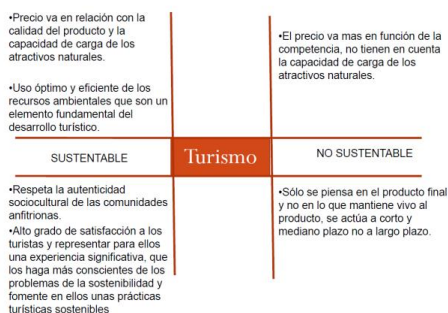 •Precio va en relación con la
calidad del producto y la
capacidad de carga de los
atractivos naturales.
•Uso óptimo y eficiente de los
recursos ambientales que son un
elemento fundamental del
desarrollo turístico.
•El precio va mas en función de la
competencia, no tienen en cuenta
la capacidad de carga de los
atractivos naturales.
SUSTENTABLE
Turismo
NO SUSTENTABLE
•Respeta la autenticidad
sociocultural de las comunidades
anfitrionas.
•Alto grado de satisfacción a los
turistas y representar para ellos
una experiencia significativa, que
los haga más conscientes de los
problemas de la sostenibilidad y
fomente en ellos unas prácticas
turísticas sostenibles
•Sólo se piensa en el producto final
y no en lo que mantiene vivo al
producto, se actúa a corto y
mediano plazo no a largo plazo.